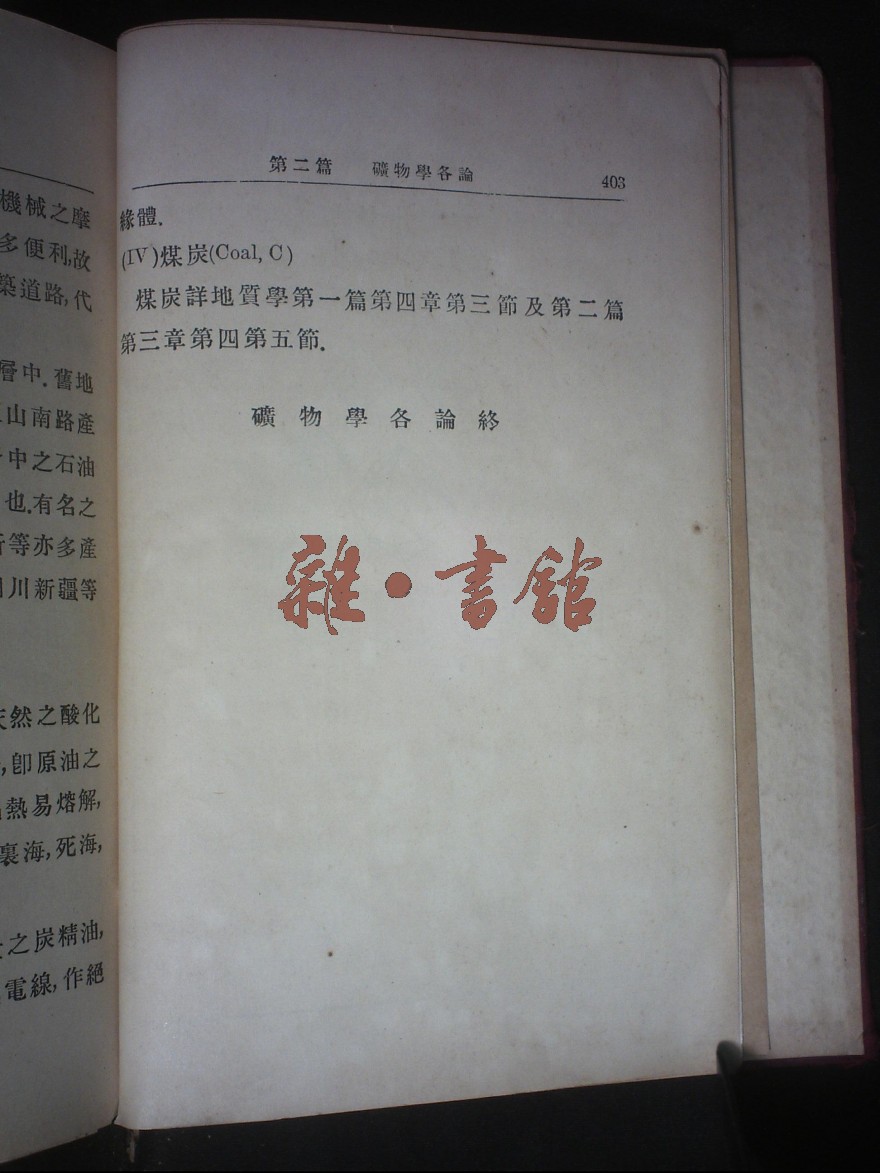 機械之摩
多便利,故
築道路,代
層中.舊地
山南路產
中之石油
也.有名之
等亦多產
川新疆等
然之酸化
,卽原油之
熱易熔解,
裏海,死海,
之炭精油,
電線,作絕
第二篇 礦物學各論 403
緣體.
(IV)煤炭(Coal, C)
煤炭詳地質學第一篇第四章第三節及第二篇
第三章第四第五節.
礦物學各論終
雜·書館